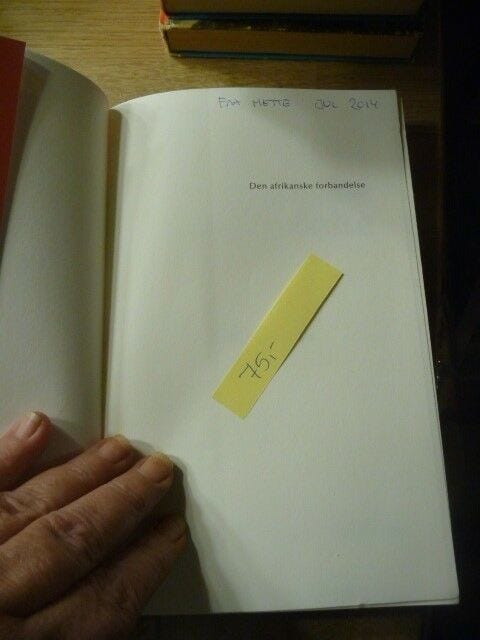 FRA METTE JUL 2014
Den afrikanske forbandelse
75,-